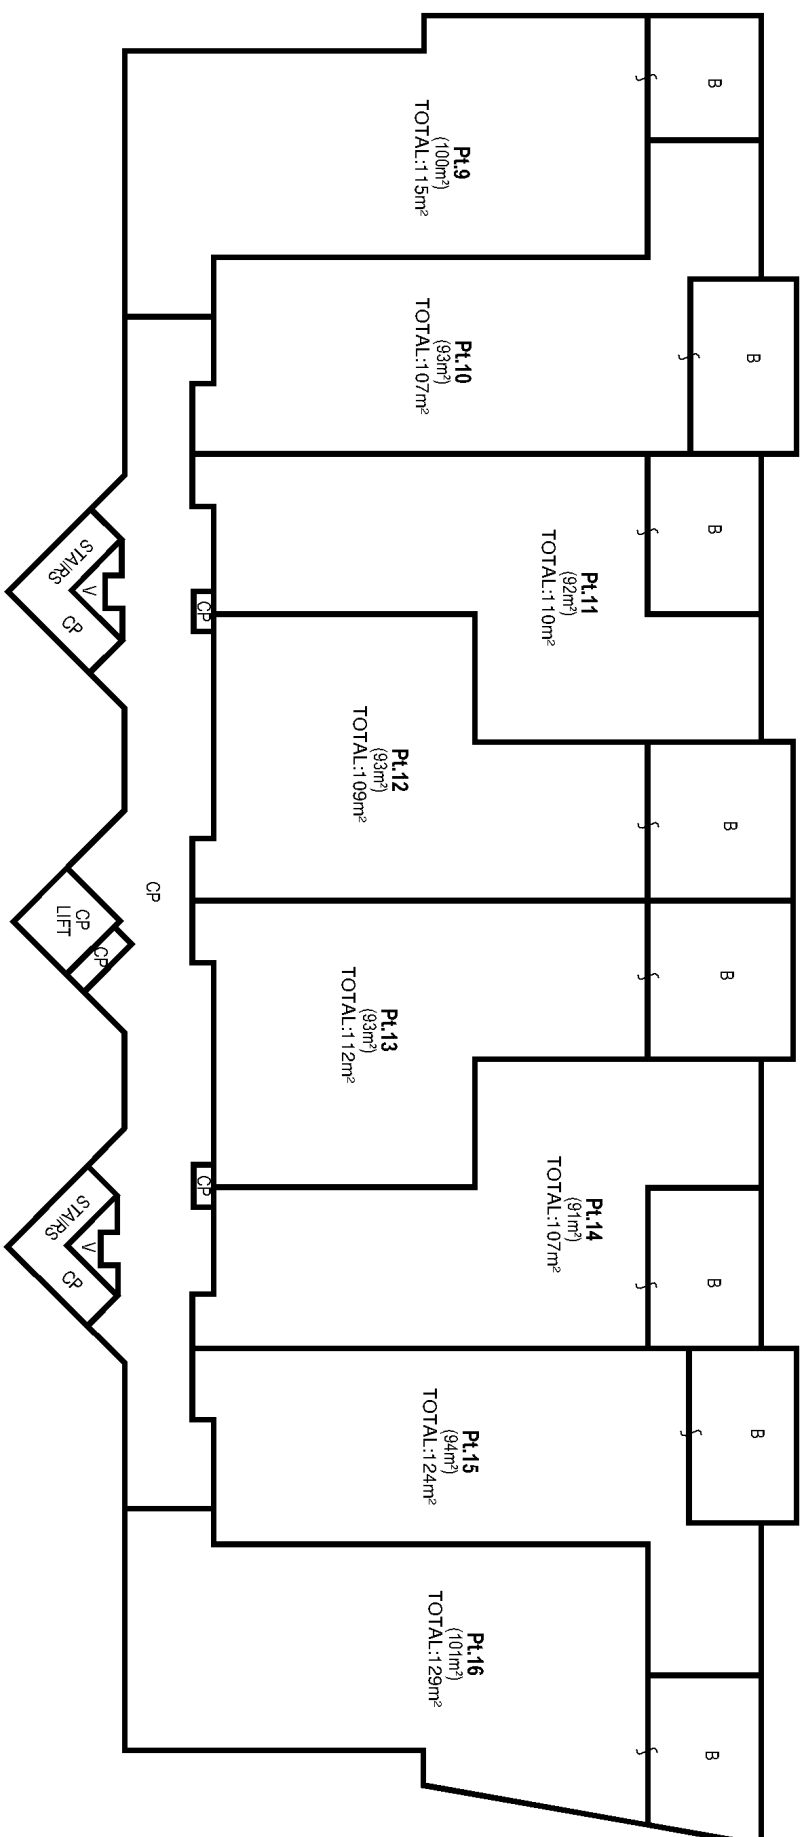 B
Pt.9
(100m²)
TOTAL:115m²
B
Pt.10
(93m²)
TOTAL:107m²
B
Pt.11
(92m²)
TOTAL:110m²
STAIRS
V
CP
CP
B
Pt.12
(93m²)
TOTAL:109m²
CP
CP
LIFT
CP
B
Pt.13
(93m²)
TOTAL:112m²
CP
B
Pt.14
(91m²)
TOTAL:107m²
STAIRS
V
CP
B
Pt.15
(94m²)
TOTAL:124m²
B
Pt.16
(101m²)
TOTAL:129m²